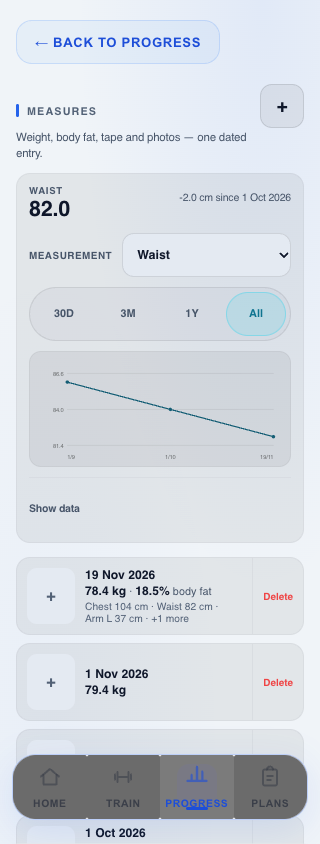 ← BACK TO PROGRESS
MEASURES
+
Weight, body fat, tape and photos — one dated
entry.
WAIST
82.0
-2.0 cm since 1 Oct 2026
MEASUREMENT
Waist
30D
3M
1Y
All
86.6
84.0
81.4
1/9
1/10
19/11
Show data
+
19 Nov 2026
78.4 kg · 18.5% body fat
Chest 104 cm · Waist 82 cm ·
Arm L 37 cm · +1 more
Delete
+
1 Nov 2026
79.4 kg
Delete
HOME
TRAIN
PROGRESS
PLANS
1 Oct 2026